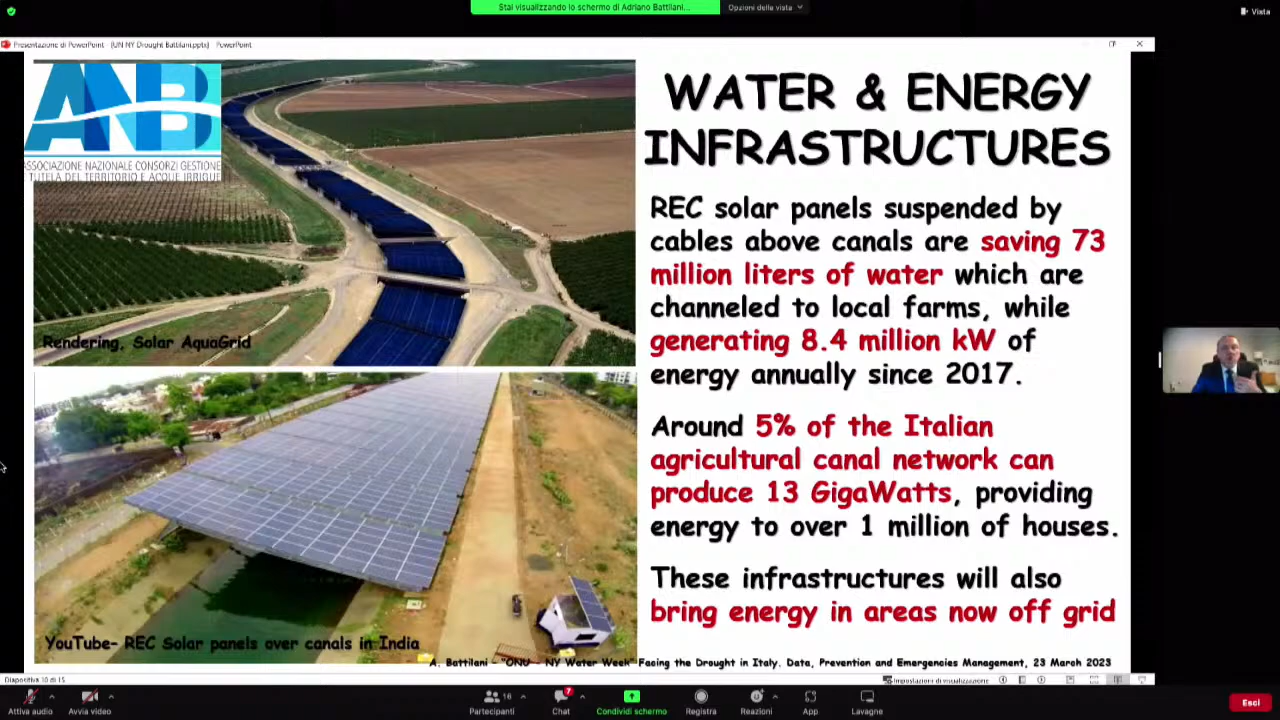 Stai visualizzando lo schermo di Adriano Battilani...
Opzioni della vista
Vista
Presentazione di PowerPoint - [UN NY Drought Battilani.pptx] - PowerPoint
ANB
ASSOCIAZIONE NAZIONALE CONSORZI GESTIONE
TUTELA DEL TERRITORIO E ACQUE IRRIGUE
Rendering, Solar AquaGrid
YouTube- REC Solar panels over canals in India
WATER & ENERGY
INFRASTRUCTURES
REC solar panels suspended by
cables above canals are saving 73
million liters of water which are
channeled to local farms, while
generating 8.4 million kW of
energy annually since 2017.
Around 5% of the Italian
agricultural canal network can
produce 13 GigaWatts, providing
energy to over 1 million of houses.
These infrastructures will also
bring energy in areas now off grid
A. Battilani - "ONU - NY Water Week" Facing the Drought in Italy. Data, Prevention and Emergencies Management, 23 March 2023
Diapositiva 10 di 15
Impostazioni di visualizzazione
Attiva audio
Avvia video
16
Partecipanti
7
Chat
Condividi schermo
Registra
Reazioni
App
Lavagne
Esci